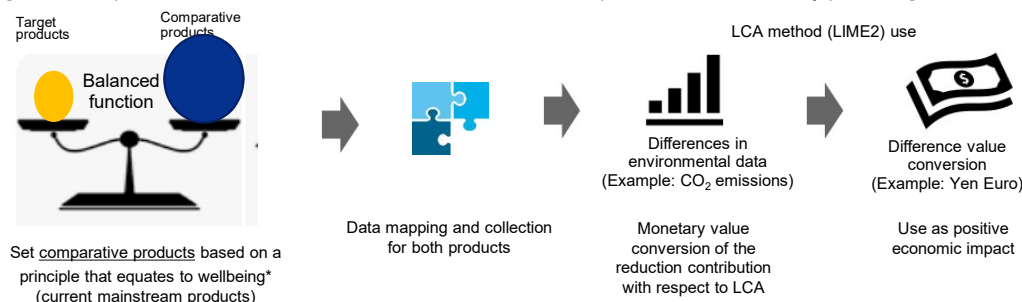 Target
products
Comparative
products
Balanced
function
Set comparative products based on a
principle that equates to wellbeing*
(current mainstream products)
Data mapping and collection
for both products
LCA method (LIME2) use
Differences in
environmental data
(Example: CO₂ emissions)
Monetary value
conversion of the
reduction contribution
with respect to LCA
$
Difference value
conversion
(Example: Yen Euro)
Use as positive
economic impact